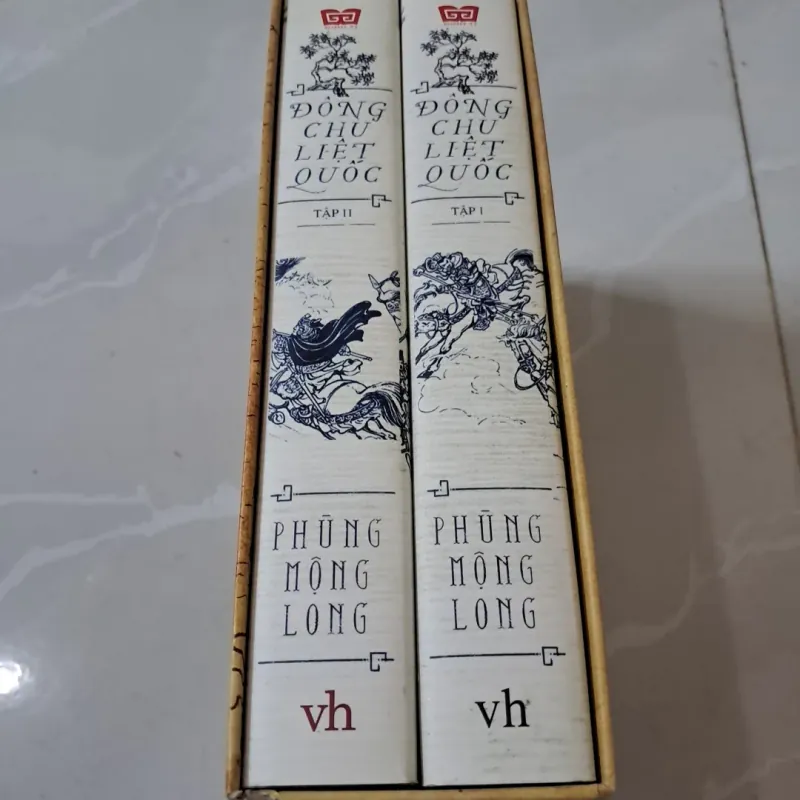 ĐÔNG
CHU
LIỆT
QUỐC
TẬP II
PHÙNG
MỘNG
LONG
vh
ĐÔNG
CHU
LIỆT
QUỐC
TẬP I
PHÙNG
MỘNG
LONG
vh